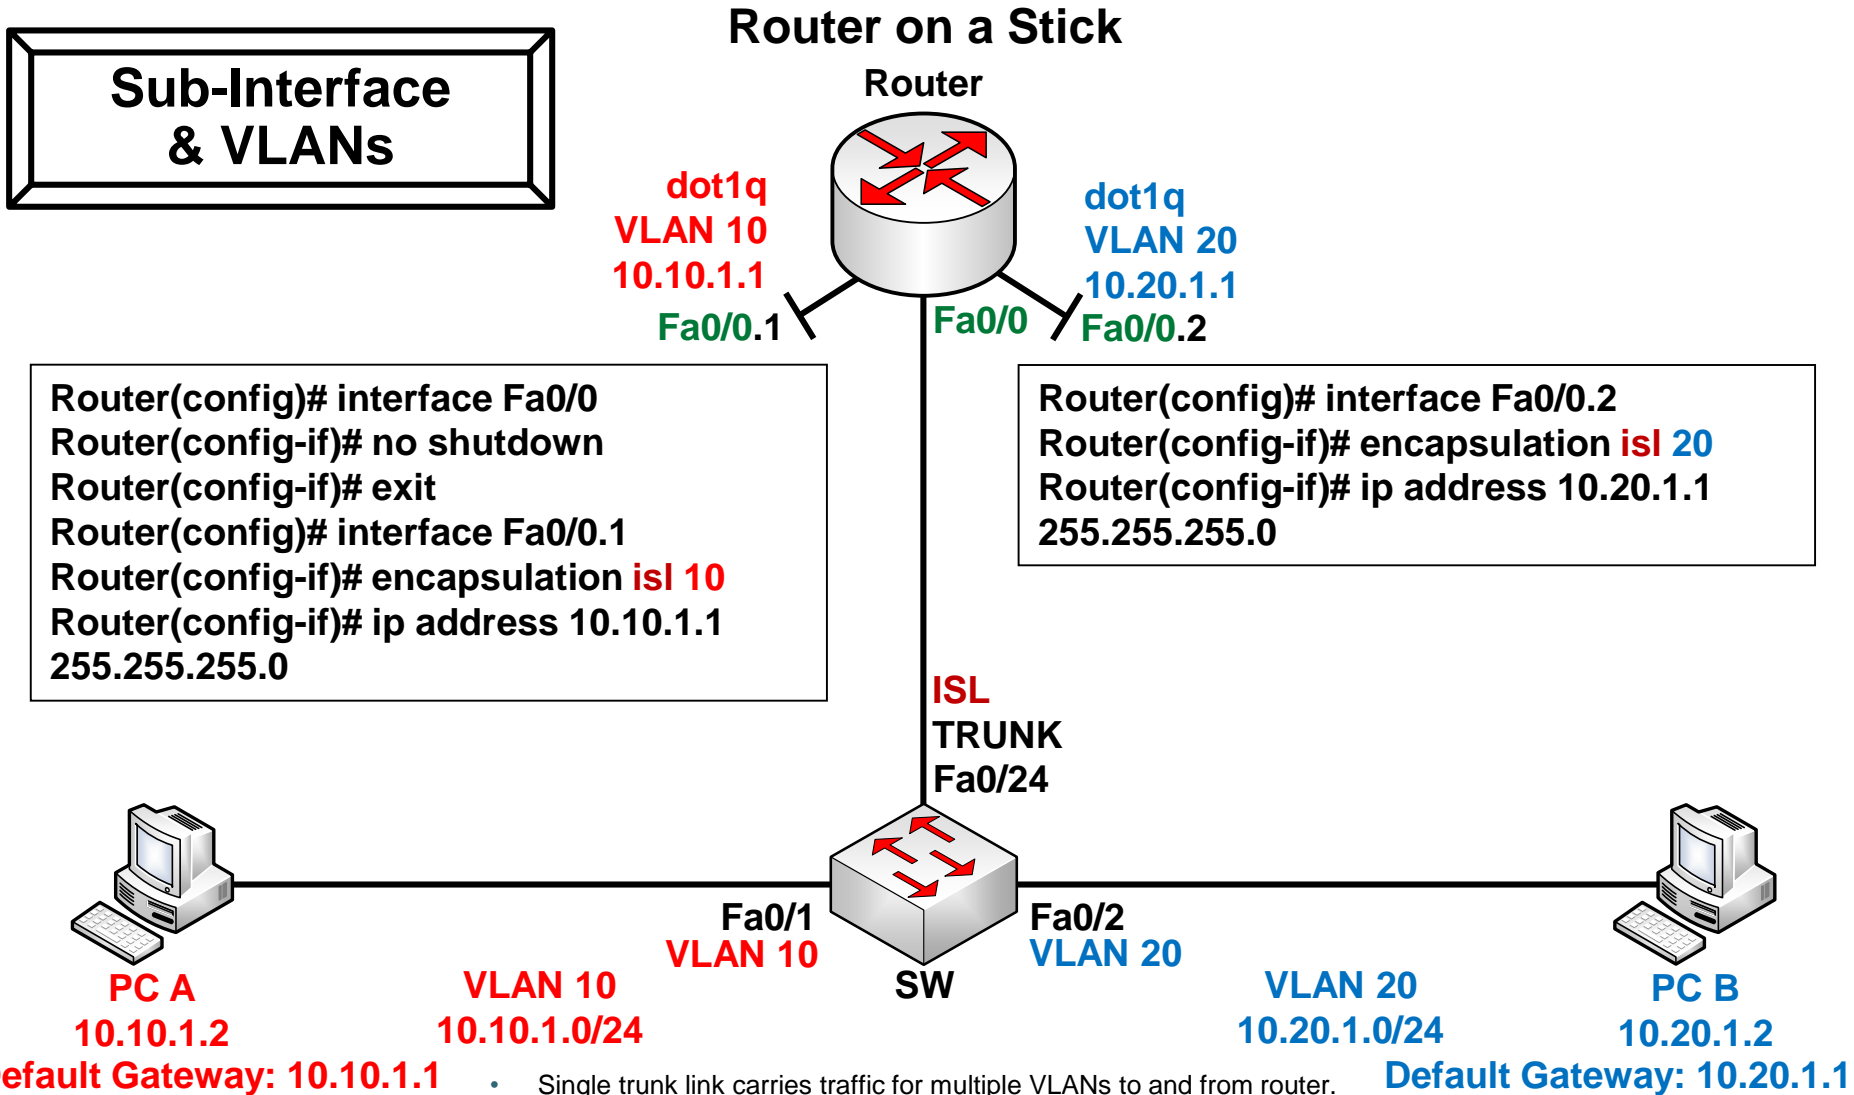 Router on a Stick
Sub-Interface
& VLANs
Router
dot1q
VLAN 10
10.10.1.1
Fa0/0.1
Fa0/0
dot1q
VLAN 20
10.20.1.1
Fa0/0.2
Router(config)# interface Fa0/0
Router(config-if)# no shutdown
Router(config-if)# exit
Router(config)# interface Fa0/0.1
Router(config-if)# encapsulation isl 10
Router(config-if)# ip address 10.10.1.1
255.255.255.0
Router(config)# interface Fa0/0.2
Router(config-if)# encapsulation isl 20
Router(config-if)# ip address 10.20.1.1
255.255.255.0
ISL
TRUNK
Fa0/24
Fa0/1
VLAN 10
Fa0/2
VLAN 20
SW
PC A
10.10.1.2
efault Gateway: 10.10.1.1
VLAN 10
10.10.1.0/24
VLAN 20
10.20.1.0/24
PC B
10.20.1.2
Default Gateway: 10.20.1.1
• Single trunk link carries traffic for multiple VLANs to and from router.